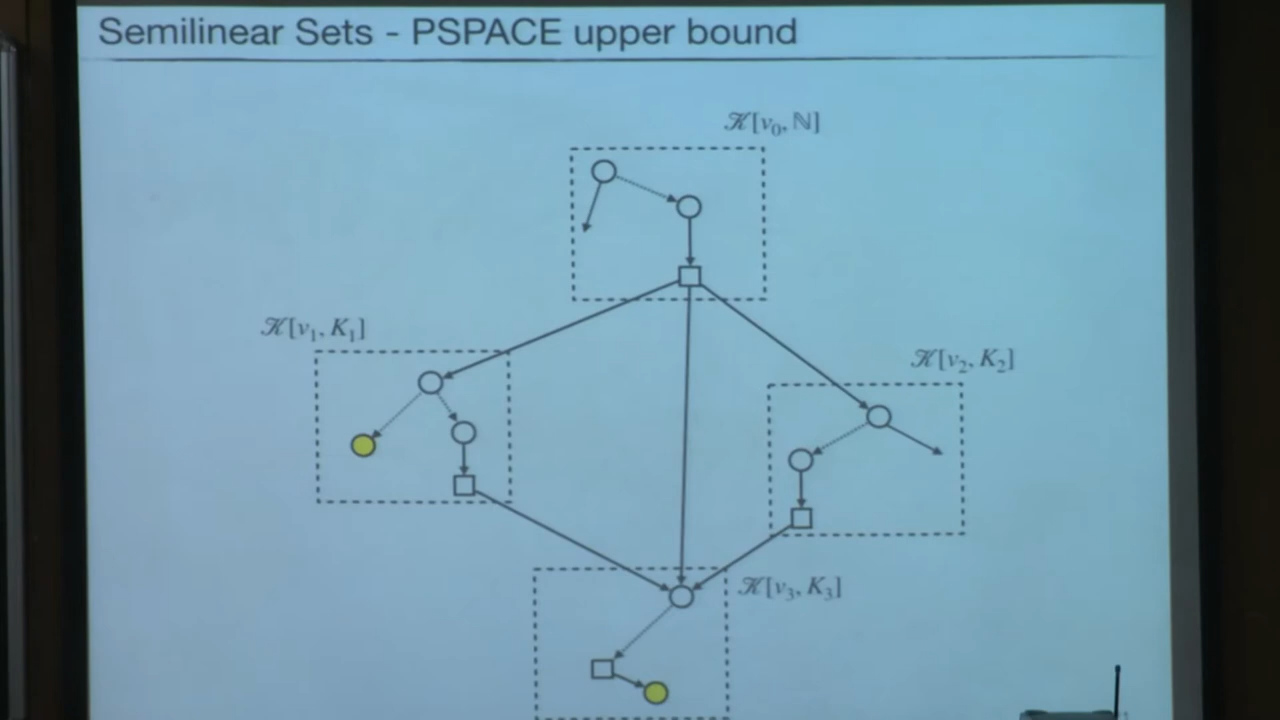 Semilinear Sets - PSPACE upper bound
𝒦[v₀, ℕ]
𝒦[v₁, K₁]
𝒦[v₂, K₂]
𝒦[v₃, K₃]